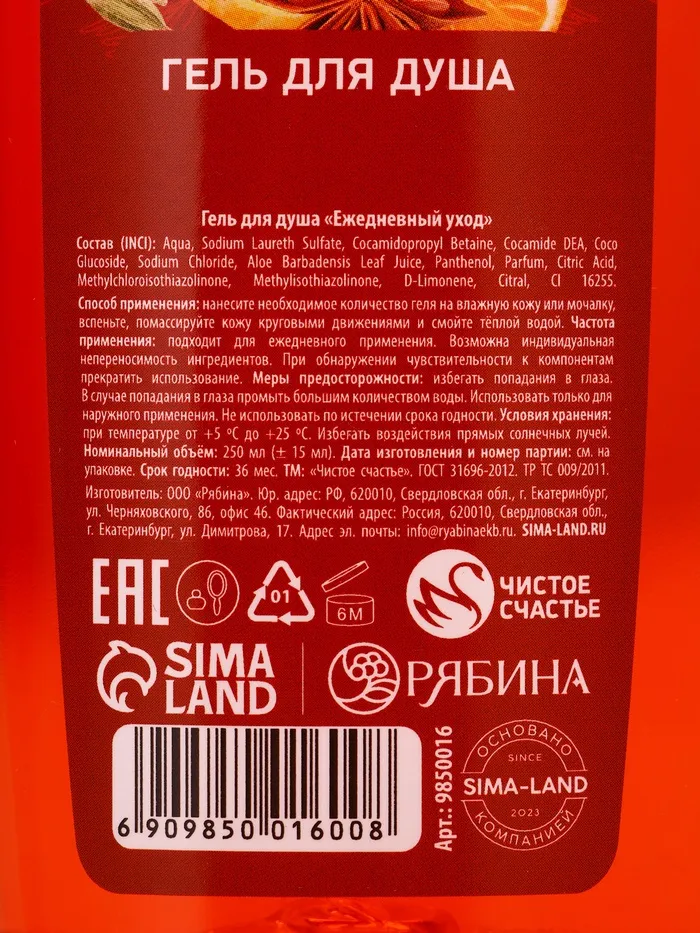 ГЕЛЬ ДЛЯ ДУША
Гель для душа «Ежедневный уход»
Состав (INCI): Aqua, Sodium Laureth Sulfate, Cocamidopropyl Betaine, Cocamide DEA, Coco
Glucoside, Sodium Chloride, Aloe Barbadensis Leaf Juice, Panthenol, Parfum, Citric Acid,
Methylchloroisothiazolinone, Methylisothiazolinone, D-Limonene, Citral, CI 16255.
Способ применения: нанесите необходимое количество геля на влажную кожу или мочалку,
вспеньте, помассируйте кожу круговыми движениями и смойте тёплой водой. Частота
применения: подходит для ежедневного применения. Возможна индивидуальная
непереносимость ингредиентов. При обнаружении чувствительности к компонентам
прекратить использование. Меры предосторожности: избегать попадания в глаза.
В случае попадания в глаза промыть большим количеством воды. Использовать только для
наружного применения. Не использовать по истечении срока годности. Условия хранения:
при температуре от +5 ºС до +25 ºС. Избегать воздействия прямых солнечных лучей.
Номинальный объём: 250 мл (± 15 мл). Дата изготовления и номер партии: см. на
упаковке. Срок годности: 36 мес. ТМ: «Чистое счастье». ГОСТ 31696-2012. ТР ТС 009/2011.
Изготовитель: ООО «Рябина». Юр. адрес: РФ, 620010, Свердловская обл., г. Екатеринбург,
ул. Черняховского, 86, офис 46. Фактический адрес: Россия, 620010, Свердловская обл.,
г. Екатеринбург, ул. Димитрова, 17. Адрес эл. почты: info@ryabinaekb.ru. SIMA-LAND.RU
ЕАС
01
6M
ЧИСТОЕ
СЧАСТЬЕ
SIMA
LAND
РЯБИНА
6 909850 016008
Арт.: 9850016
ОСНОВАНО
SINCE
SIMA-LAND
2023
КОМПАНИЕЙ